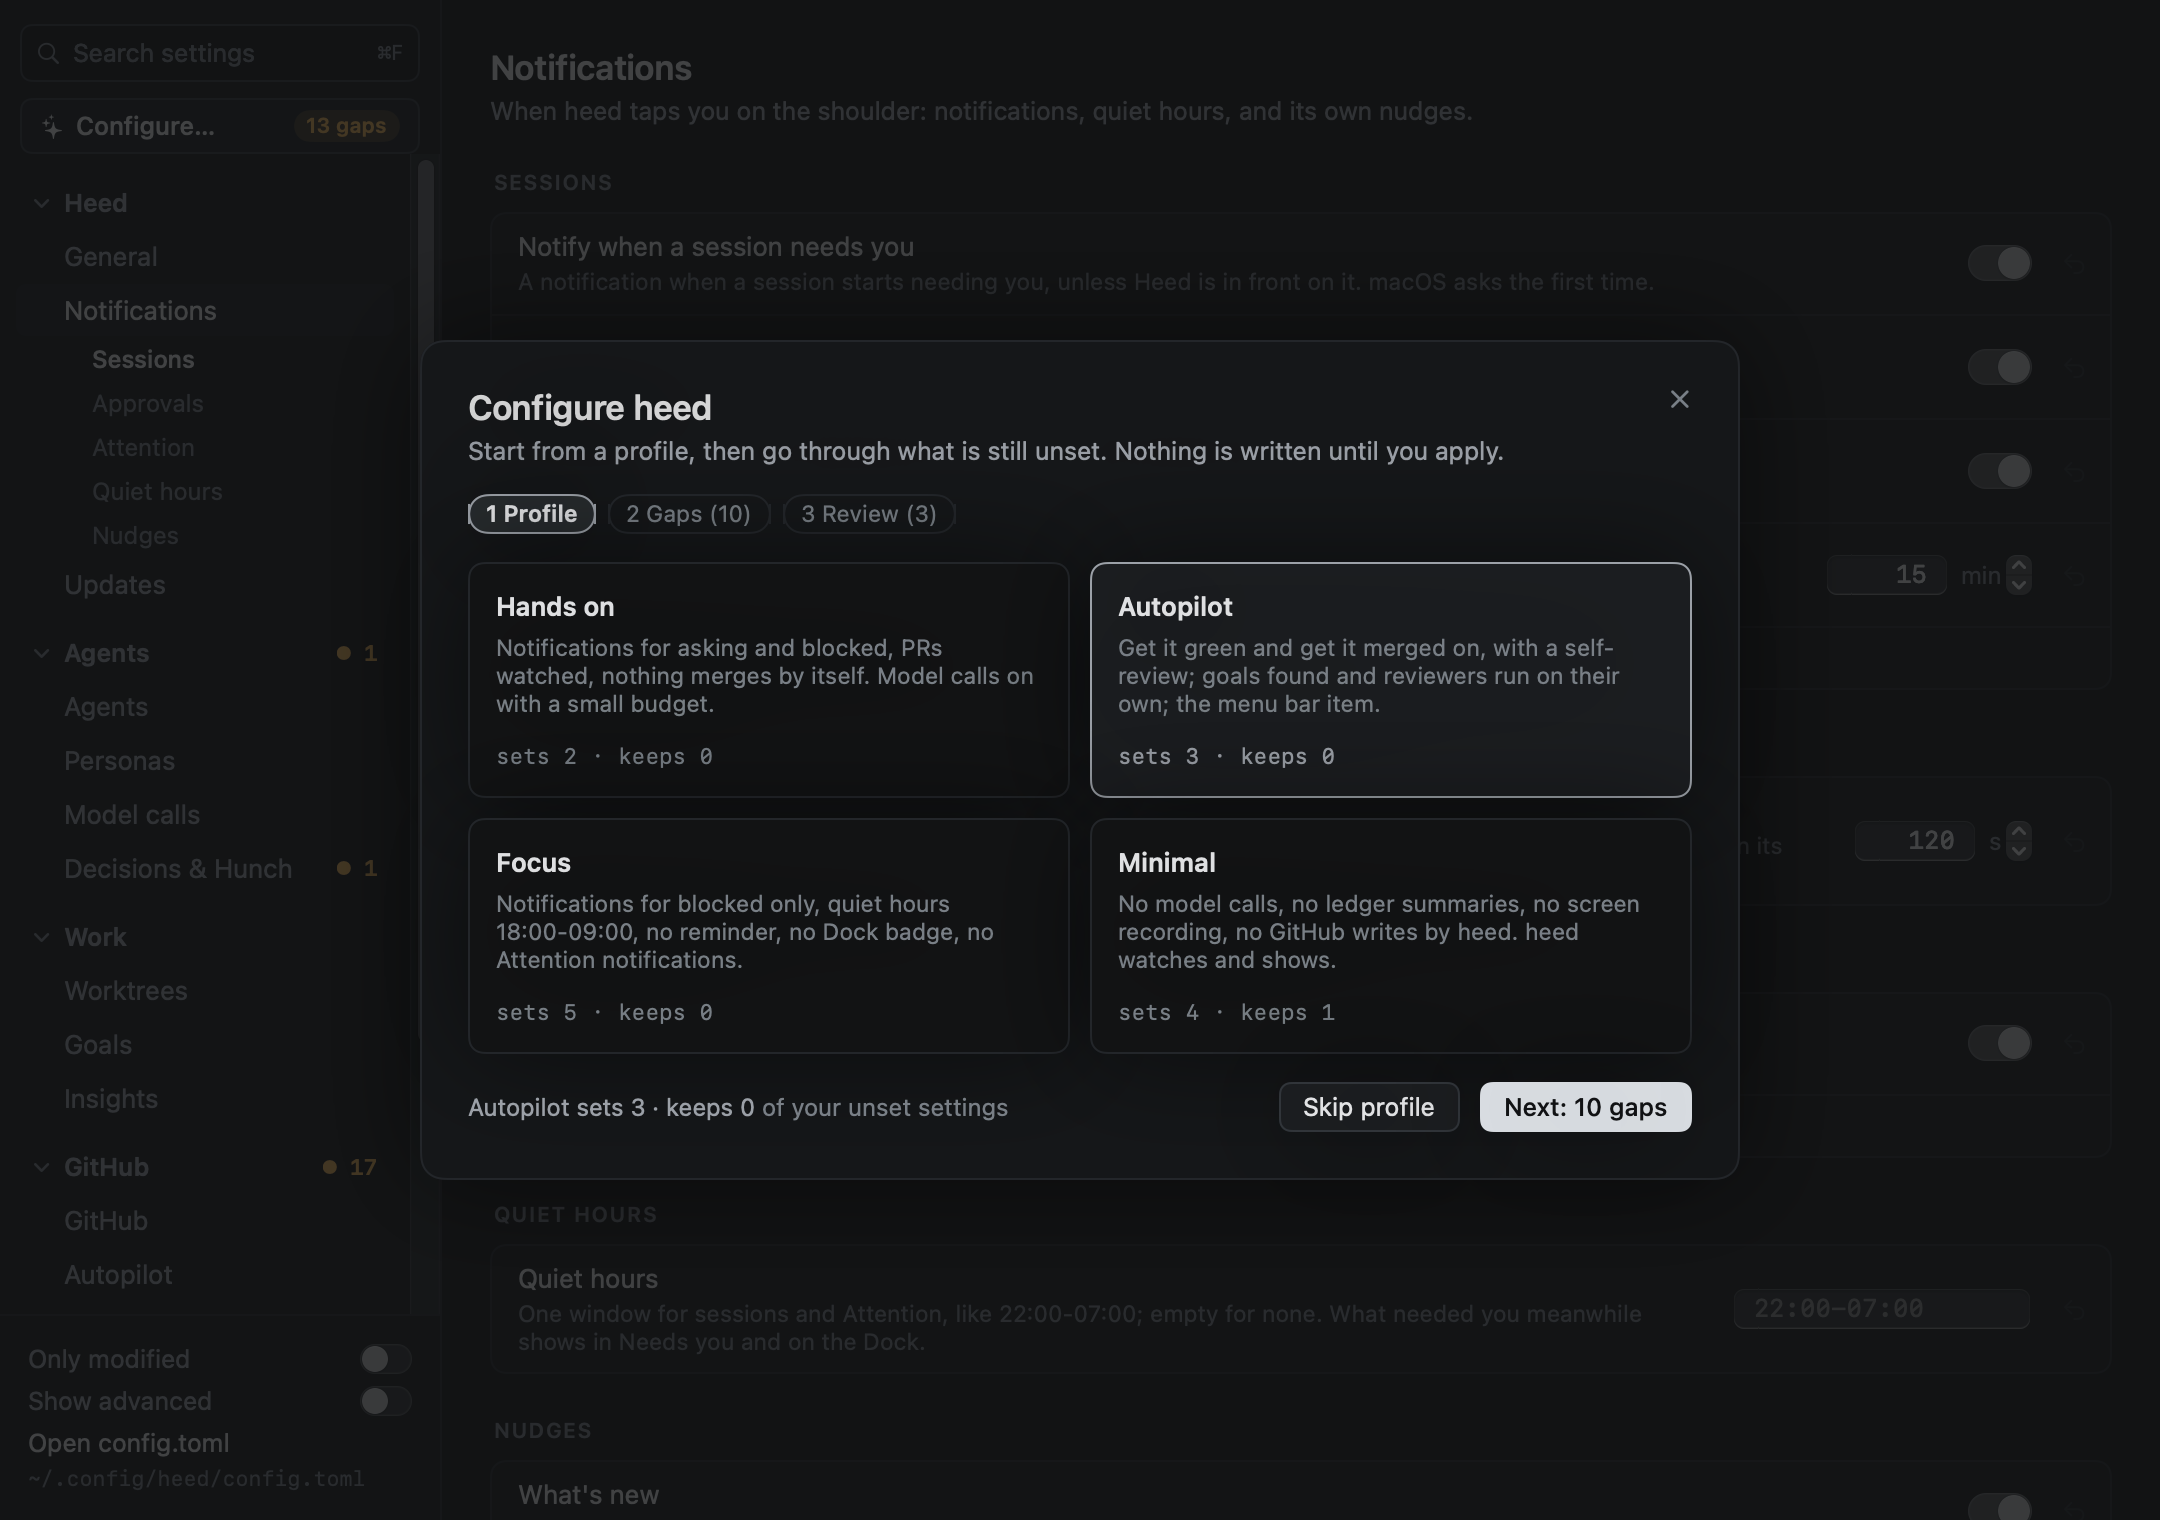 Search settings ⌘F
Configure... 13 gaps
Heed
General
Notifications
Sessions
Approvals
Attention
Quiet hours
Nudges
Updates
Agents 1
Agents
Personas
Model calls
Decisions & Hunch 1
Work
Worktrees
Goals
Insights
GitHub 17
GitHub
Autopilot
Only modified
Show advanced
Open config.toml
~/.config/heed/config.toml
Notifications
When heed taps you on the shoulder: notifications, quiet hours, and its own nudges.
SESSIONS
Notify when a session needs you
A notification when a session starts needing you, unless Heed is in front on it. macOS asks the first time.
15 min
its
120 s
Configure heed
Start from a profile, then go through what is still unset. Nothing is written until you apply.
1 Profile 2 Gaps (10) 3 Review (3)
Hands on
Notifications for asking and blocked, PRs
watched, nothing merges by itself. Model calls on
with a small budget.
sets 2 · keeps 0
Autopilot
Get it green and get it merged on, with a self-
review; goals found and reviewers run on their
own; the menu bar item.
sets 3 · keeps 0
Focus
Notifications for blocked only, quiet hours
18:00-09:00, no reminder, no Dock badge, no
Attention notifications.
sets 5 · keeps 0
Minimal
No model calls, no ledger summaries, no screen
recording, no GitHub writes by heed. heed
watches and shows.
sets 4 · keeps 1
Autopilot sets 3 · keeps 0 of your unset settings
Skip profile
Next: 10 gaps
QUIET HOURS
Quiet hours
One window for sessions and Attention, like 22:00-07:00; empty for none. What needed you meanwhile
shows in Needs you and on the Dock.
22:00–07:00
NUDGES
What's new